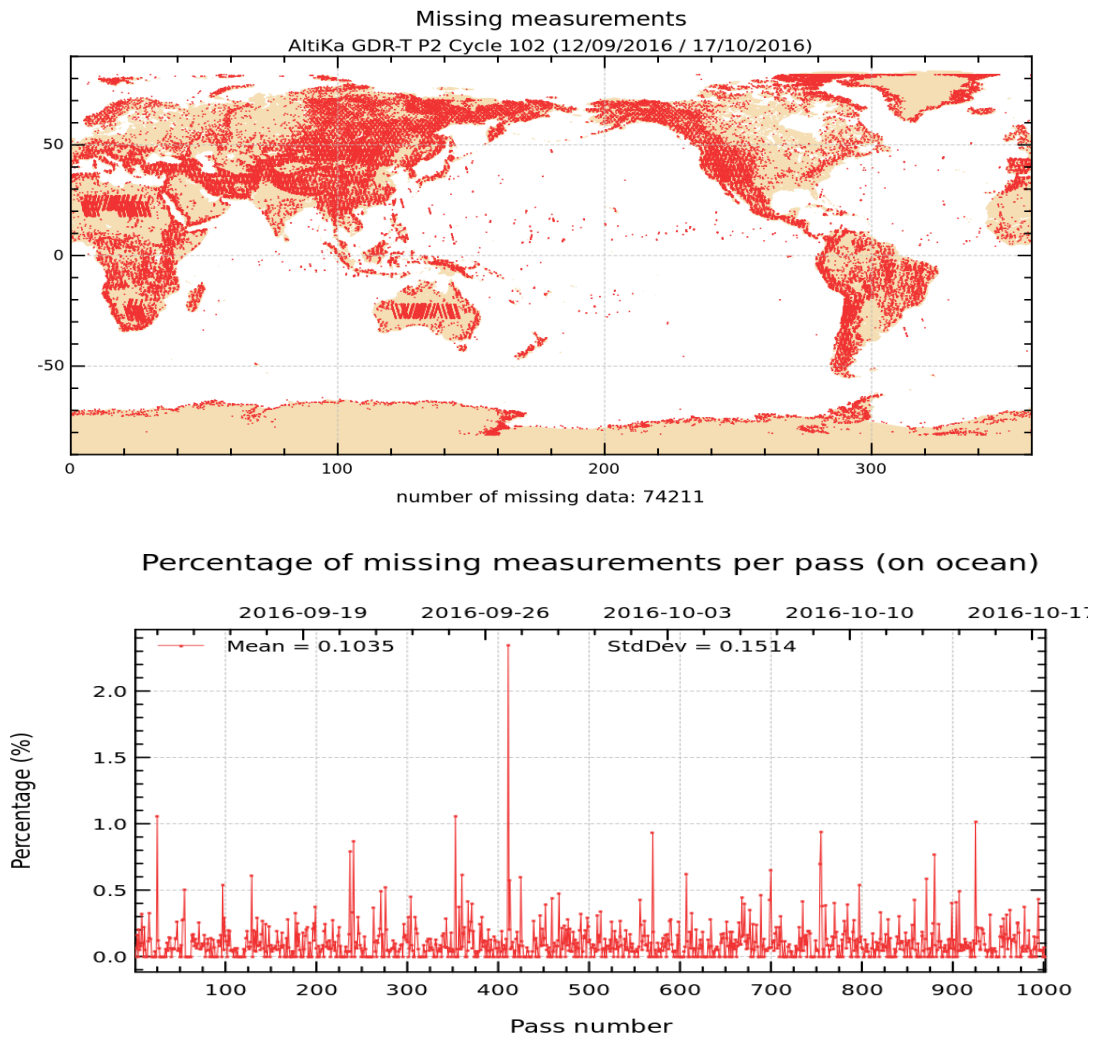 Missing measurements
AltiKa GDR-T P2 Cycle 102 (12/09/2016 / 17/10/2016)
50
0
-50
0 100 200 300
number of missing data: 74211
Percentage of missing measurements per pass (on ocean)
2016-09-19 2016-09-26 2016-10-03 2016-10-10 2016-10-17
Mean = 0.1035 StdDev = 0.1514
2.0
1.5
1.0
0.5
0.0
Percentage (%)
100 200 300 400 500 600 700 800 900 1000
Pass number